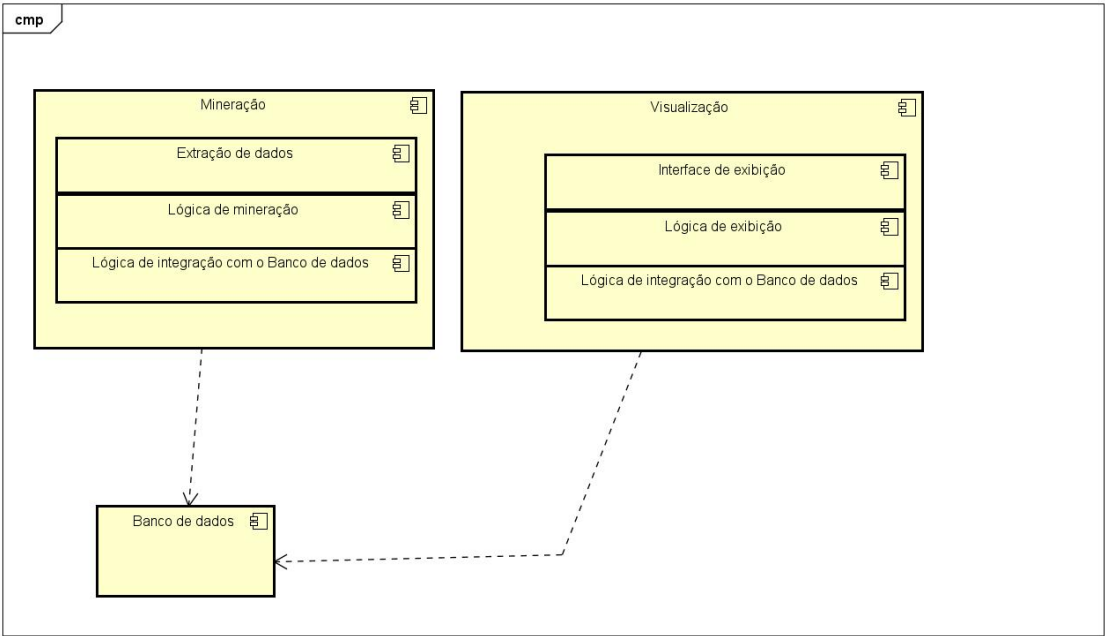 cmp
Mineração
Extração de dados
Lógica de mineração
Lógica de integração com o Banco de dados
Visualização
Interface de exibição
Lógica de exibição
Lógica de integração com o Banco de dados
Banco de dados